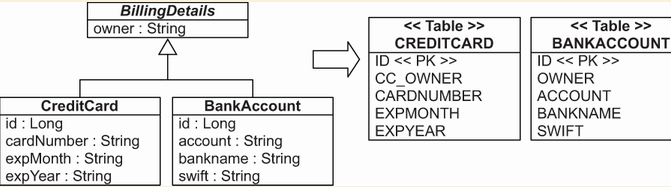 BillingDetails
owner : String
CreditCard
id : Long
cardNumber : String
expMonth : String
expYear : String
BankAccount
id : Long
account : String
bankname : String
swift : String
<< Table >>
CREDITCARD
ID << PK >>
CC_OWNER
CARDNUMBER
EXPMONTH
EXPYEAR
<< Table >>
BANKACCOUNT
ID << PK >>
OWNER
ACCOUNT
BANKNAME
SWIFT